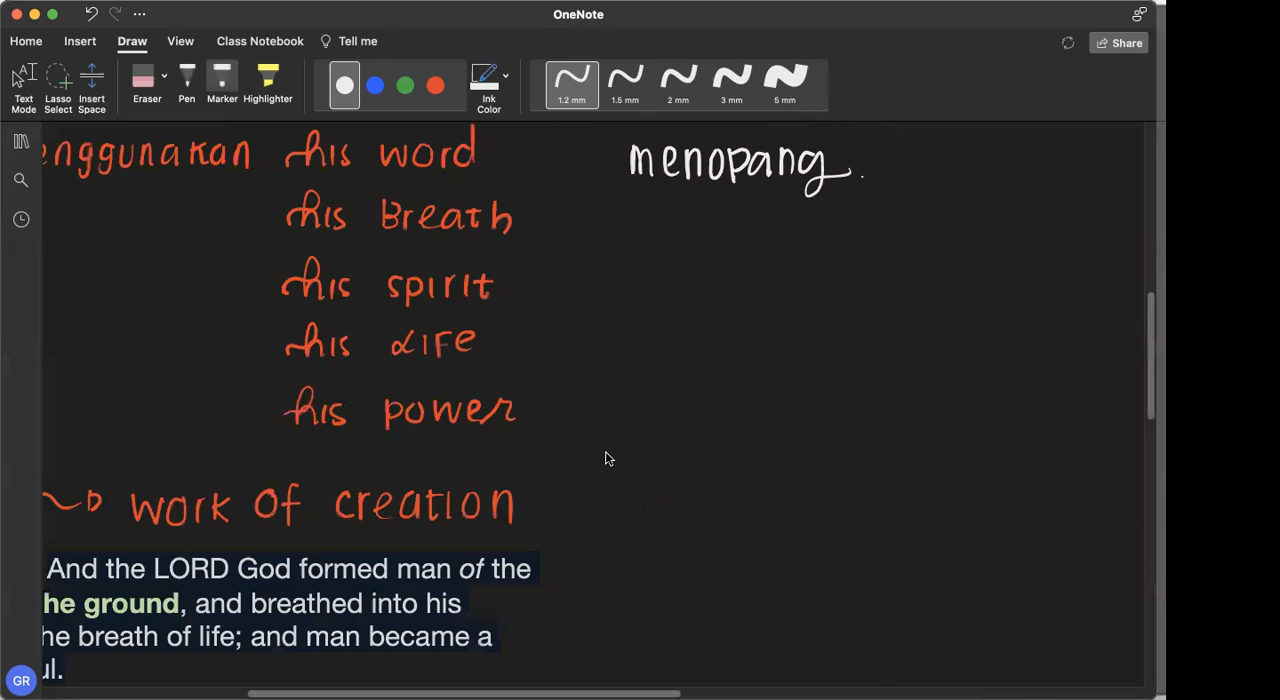 OneNote
Home Insert Draw View Class Notebook Tell me
Share
Text Mode
Lasso Select
Insert Space
Eraser
Pen
Marker
Highlighter
Ink Color
1.2 mm
1.5 mm
2 mm
3 mm
5 mm
enggunakan his word
menopang.
his Breath
his spirit
his LIFE
his power
work of creation
And the LORD God formed man of the
he ground, and breathed into his
he breath of life; and man became a
ul.
GR